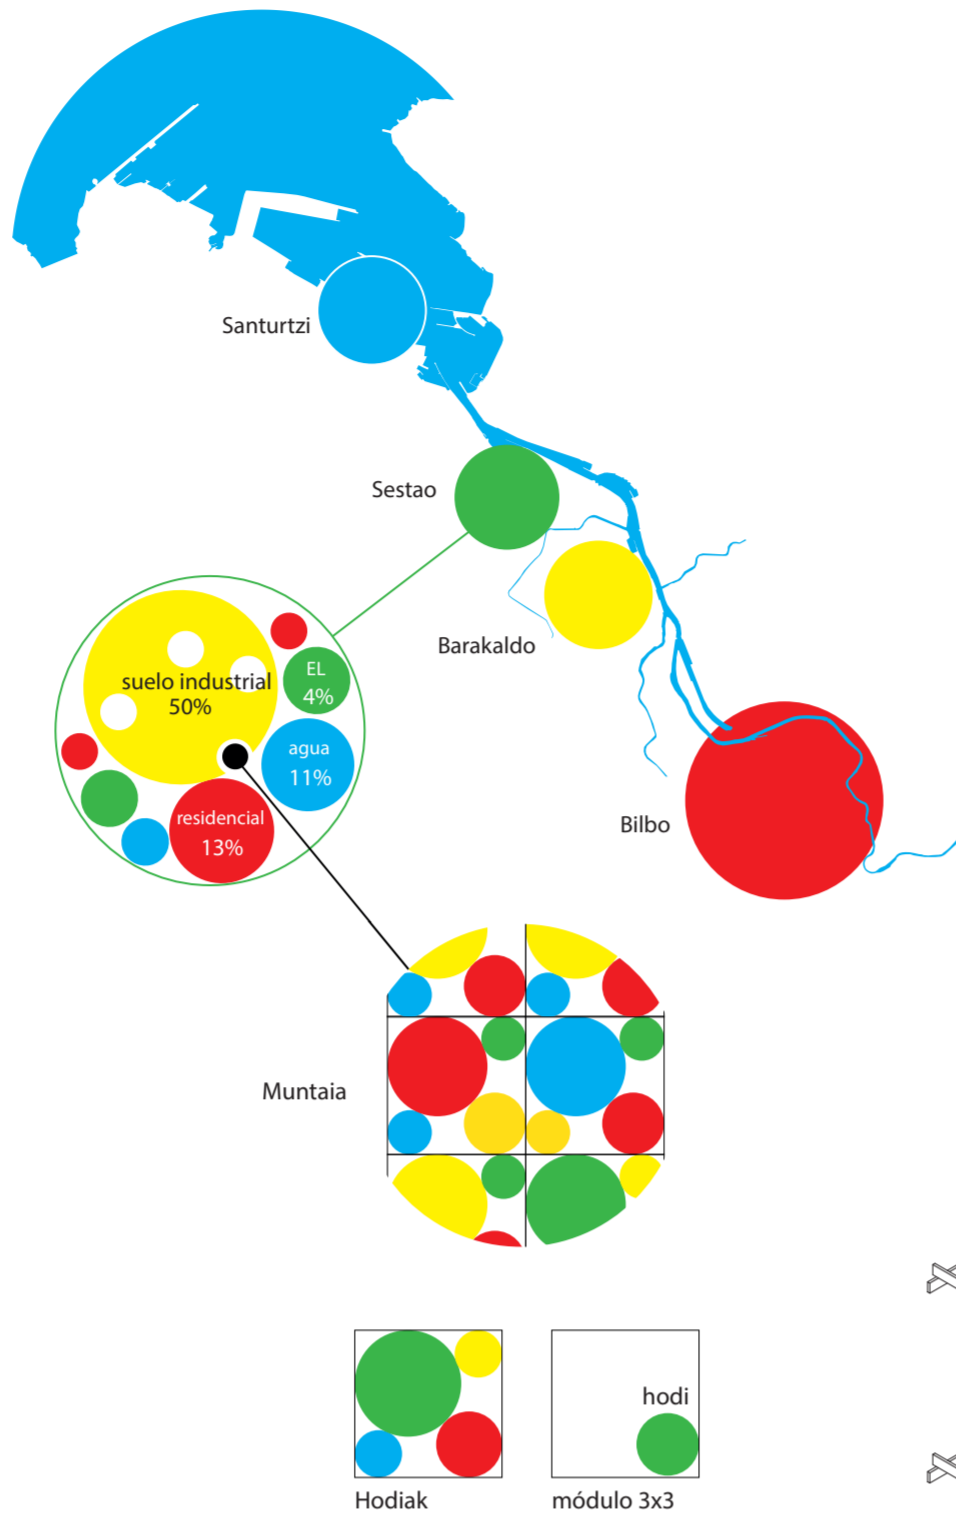 Santurtzi
Sestao
Barakaldo
EL
4%
suelo industrial
50%
agua
11%
residencial
13%
Bilbo
Muntaia
hodi
Hodiak
módulo 3x3